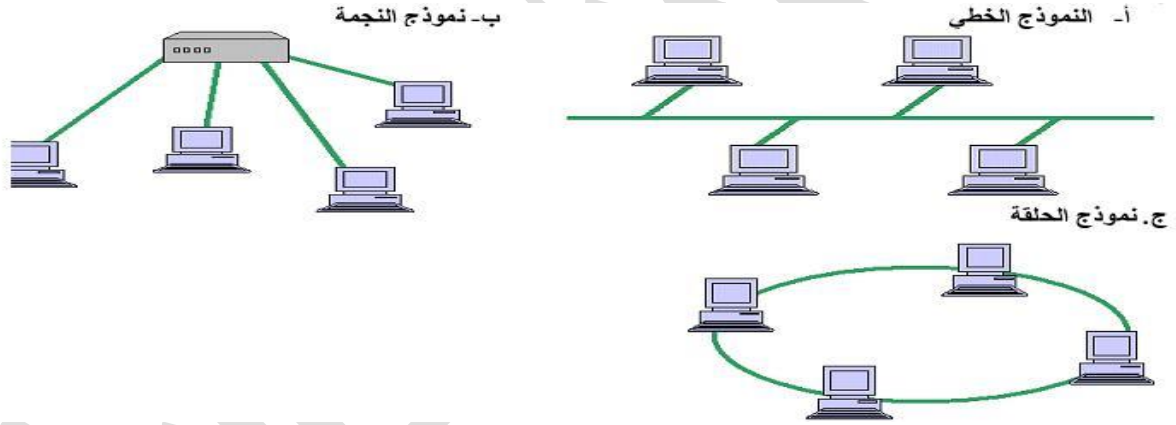 أ- النموذج الخطي
ب- نموذج النجمة
ج. نموذج الحلقة